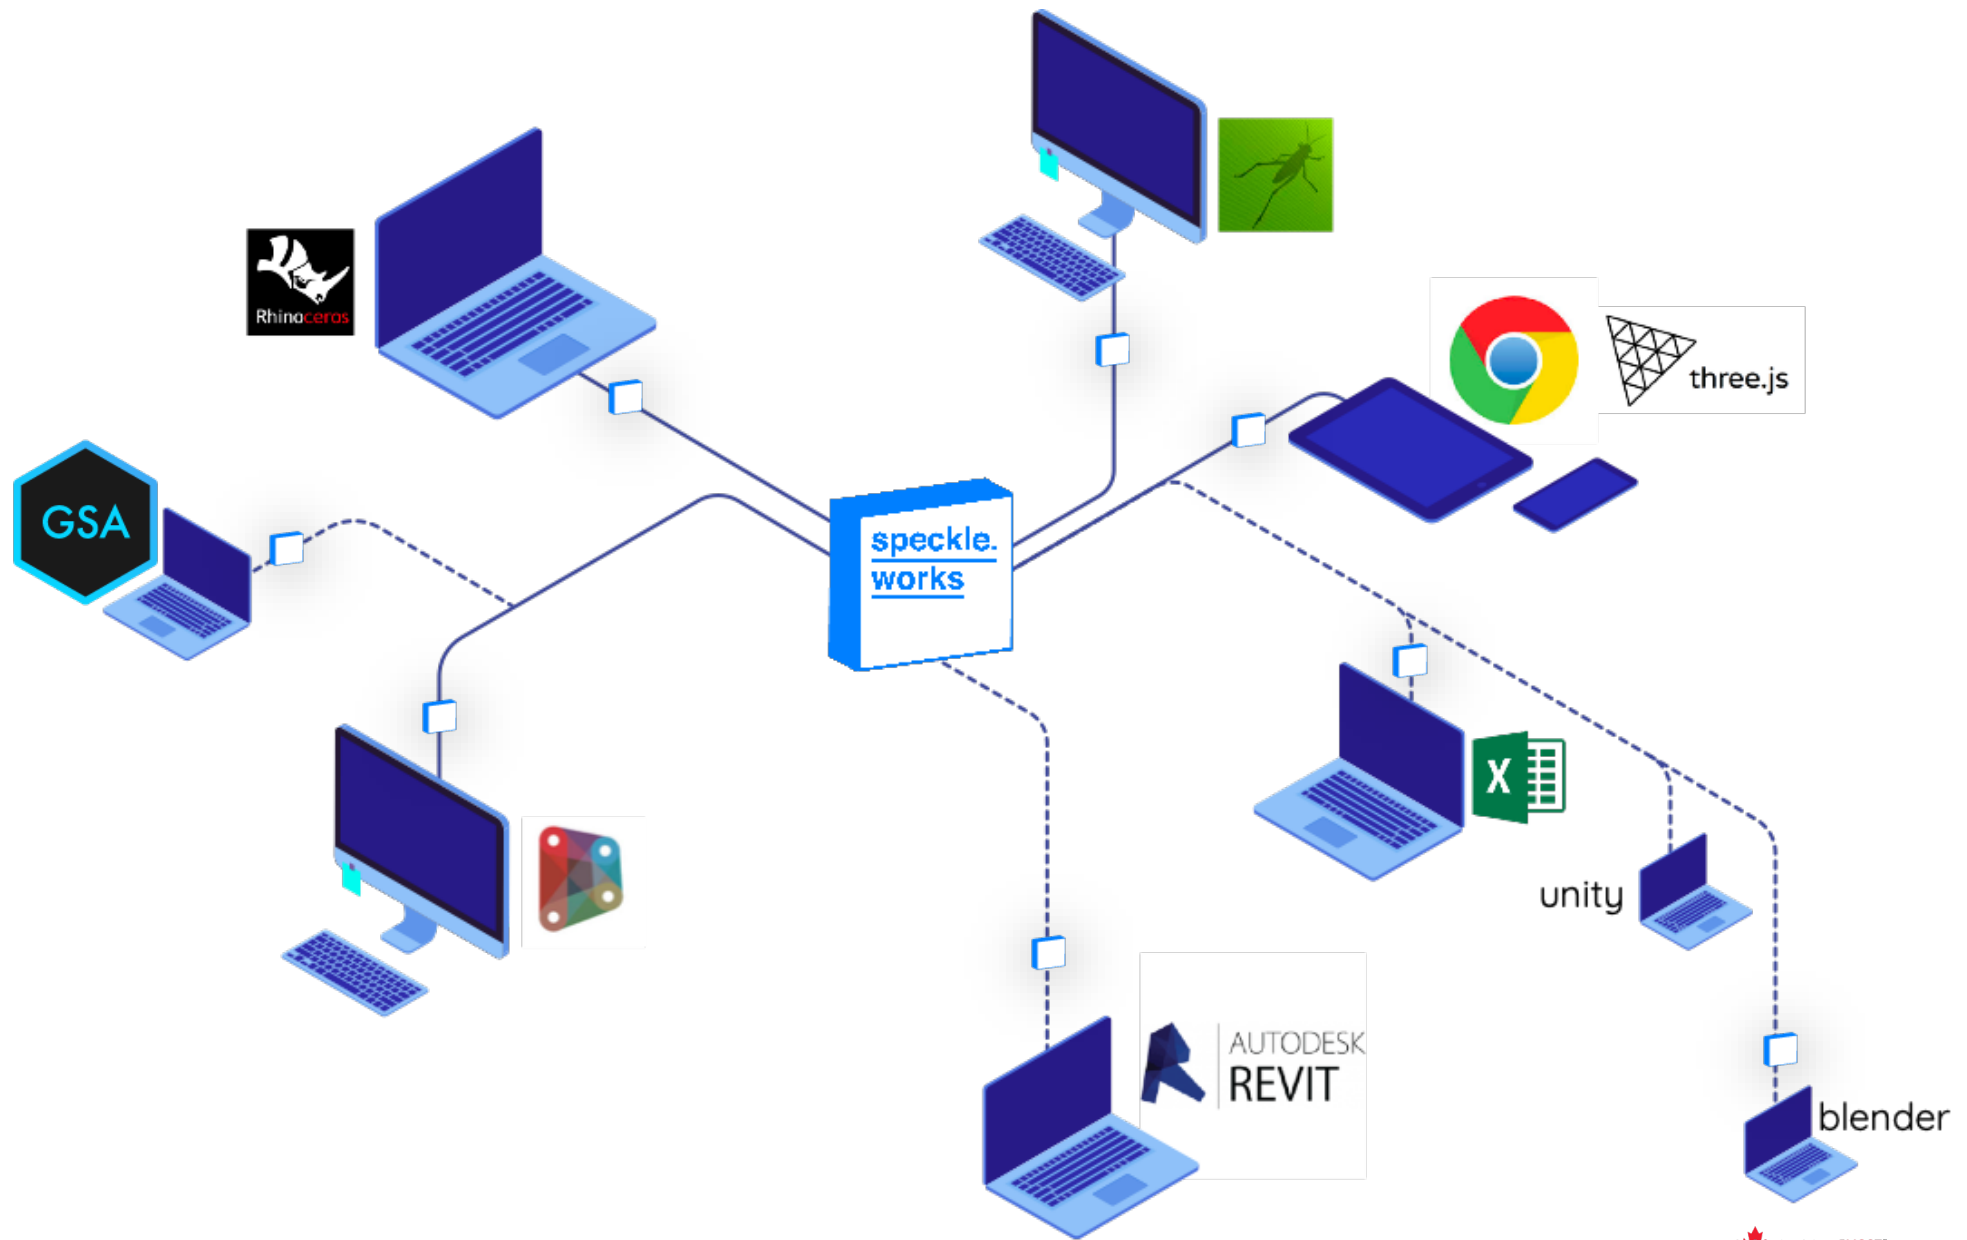 Rhinoceros
three.js
GSA
speckle.
works
X
unity
AUTODESK
REVIT
blender